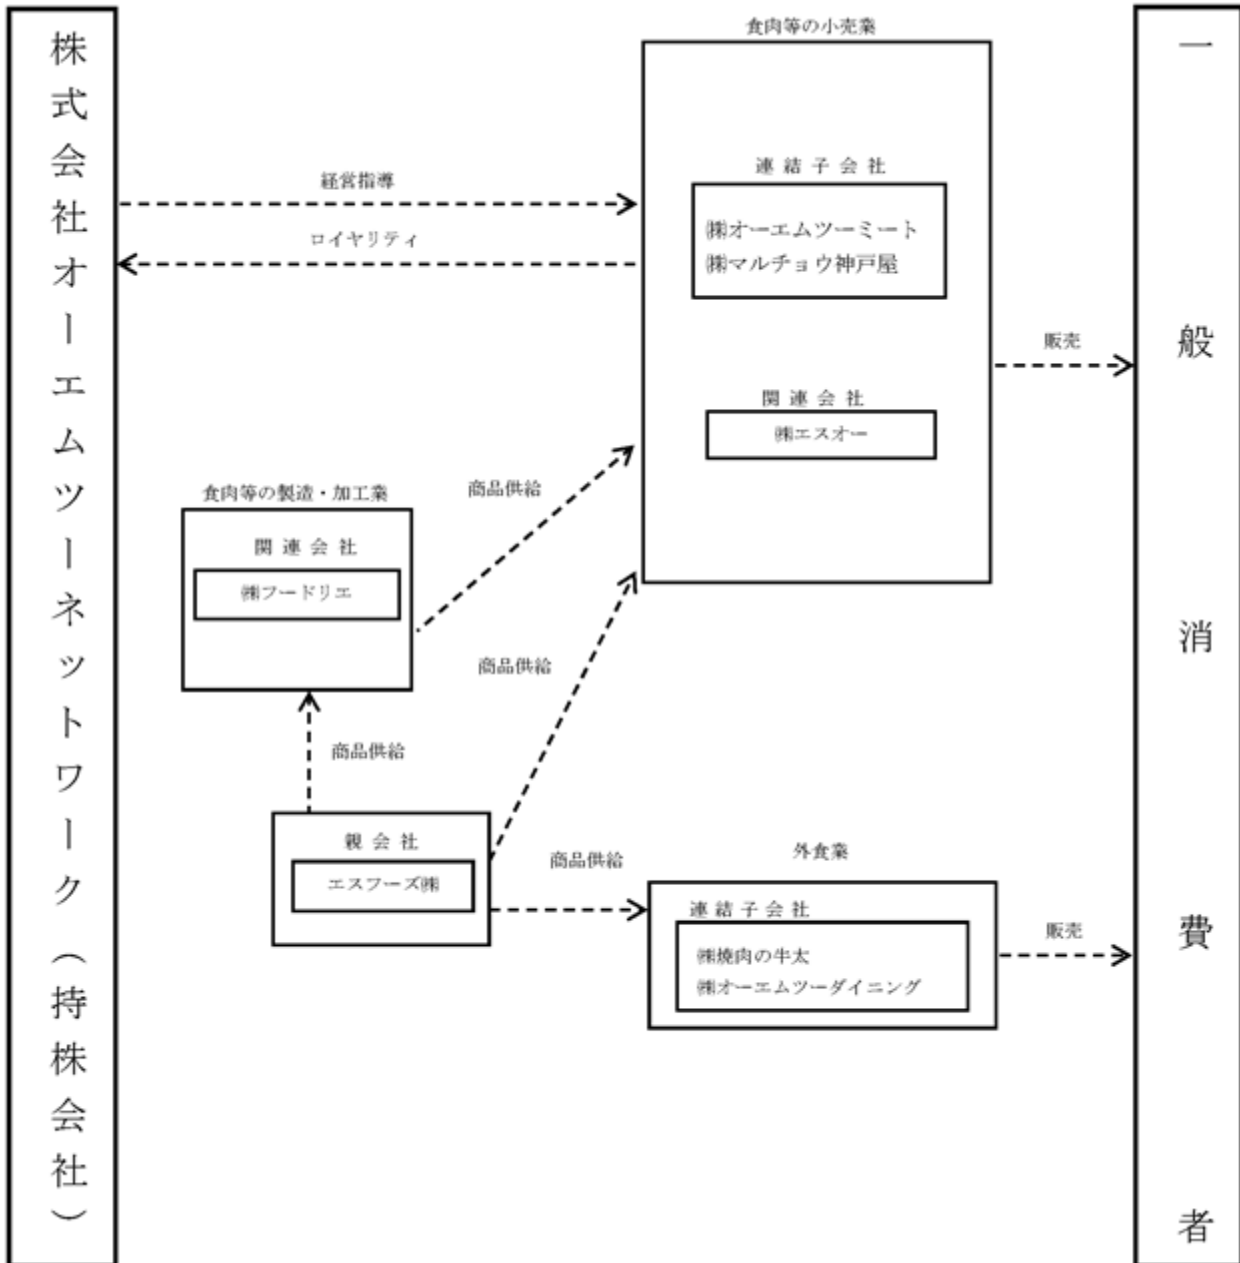 株式会社オーエムツーネットワーク（持株会社）
食肉等の小売業
連結子会社
㈱オーエムツーミート
㈱マルチョウ神戸屋
関連会社
㈱エスオー
経営指導
ロイヤリティ
販売
食肉等の製造・加工業
関連会社
㈱フードリエ
商品供給
商品供給
商品供給
親会社
エスフーズ㈱
商品供給
外食業
連結子会社
㈱焼肉の牛太
㈱オーエムツーダイニング
販売
一般消費者